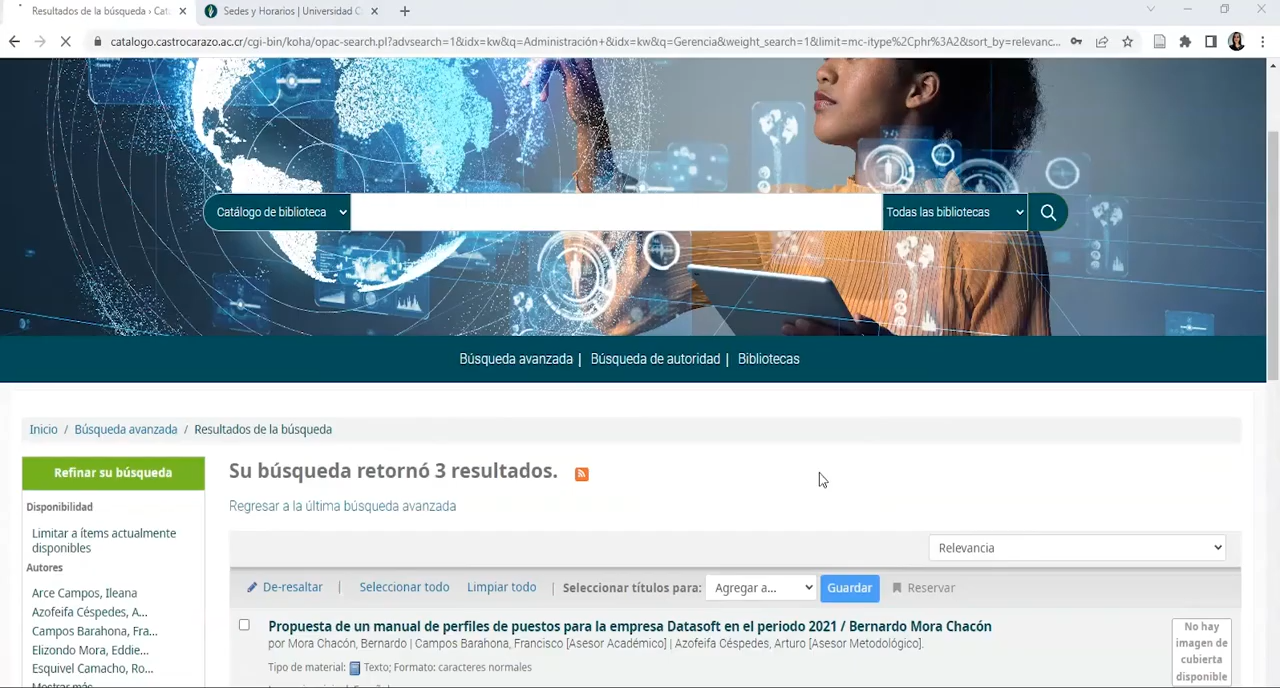 Resultados de la búsqueda › Cat
Sedes y Horarios | Universidad C
catalogo.castrocarazo.ac.cr/cgi-bin/koha/opac-search.pl?advsearch=1&idx=kw&q=Administración+&idx=kw&q=Gerencia&weight_search=1&limit=mc-itype%2Cphr%3A2&sort_by=relevanc...
Catálogo de biblioteca
Todas las bibliotecas
Búsqueda avanzada | Búsqueda de autoridad | Bibliotecas
Inicio / Búsqueda avanzada / Resultados de la búsqueda
Refinar su búsqueda
Disponibilidad
Limitar a ítems actualmente
disponibles
Autores
Arce Campos, Ileana
Azofeifa Céspedes, A...
Campos Barahona, Fra...
Elizondo Mora, Eddie...
Esquivel Camacho, Ro...
Mostrar más
Su búsqueda retornó 3 resultados.
Regresar a la última búsqueda avanzada
Relevancia
De-resaltar | Seleccionar todo Limpiar todo | Seleccionar títulos para: Agregar a... Guardar Reservar
Propuesta de un manual de perfiles de puestos para la empresa Datasoft en el periodo 2021 / Bernardo Mora Chacón
por Mora Chacón, Bernardo | Campos Barahona, Francisco [Asesor Académico] | Azofeifa Céspedes, Arturo [Asesor Metodológico].
Tipo de material: Texto; Formato: caracteres normales
No hay
imagen de
cubierta
disponible